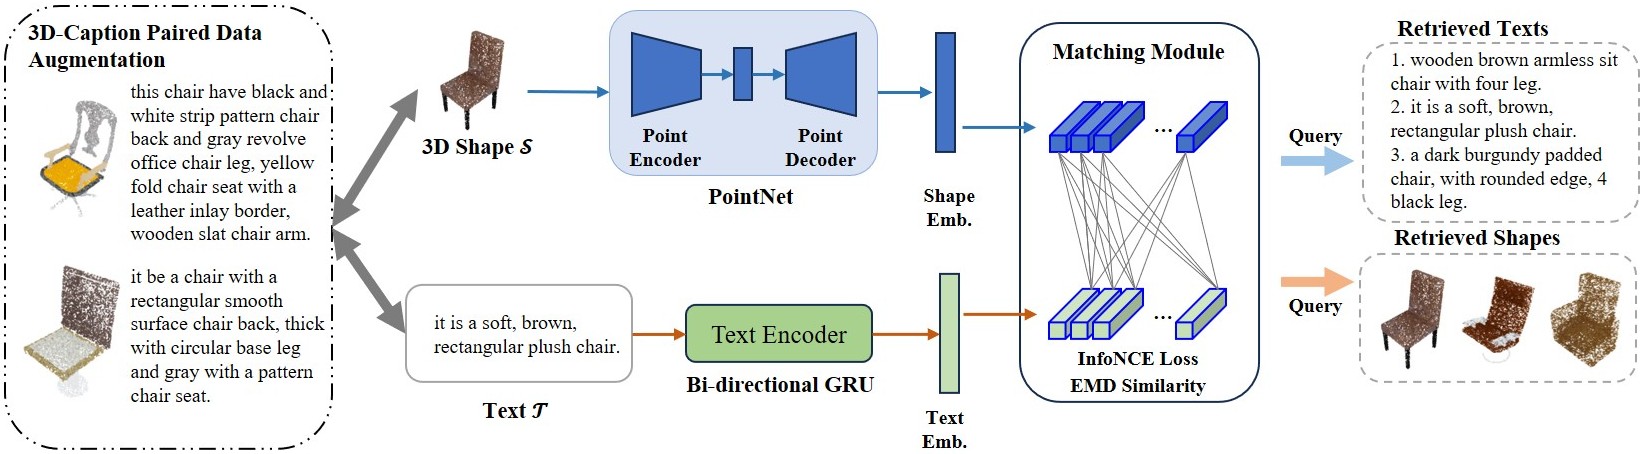 3D-Caption Paired Data
Augmentation
this chair have black and
white strip pattern chair
back and gray revolve
office chair leg, yellow
fold chair seat with a
leather inlay border,
wooden slat chair arm.
it be a chair with a
rectangular smooth
surface chair back, thick
with circular base leg
and gray with a pattern
chair seat.
3D Shape 𝓢
it is a soft, brown,
rectangular plush chair.
Text 𝓣
Point
Encoder
Point
Decoder
PointNet
Text Encoder
Bi-directional GRU
Shape
Emb.
Text
Emb.
Matching Module
...
...
InfoNCE Loss
EMD Similarity
Query
Query
Retrieved Texts
1. wooden brown armless sit
chair with four leg.
2. it is a soft, brown,
rectangular plush chair.
3. a dark burgundy padded
chair, with rounded edge, 4
black leg.
Retrieved Shapes